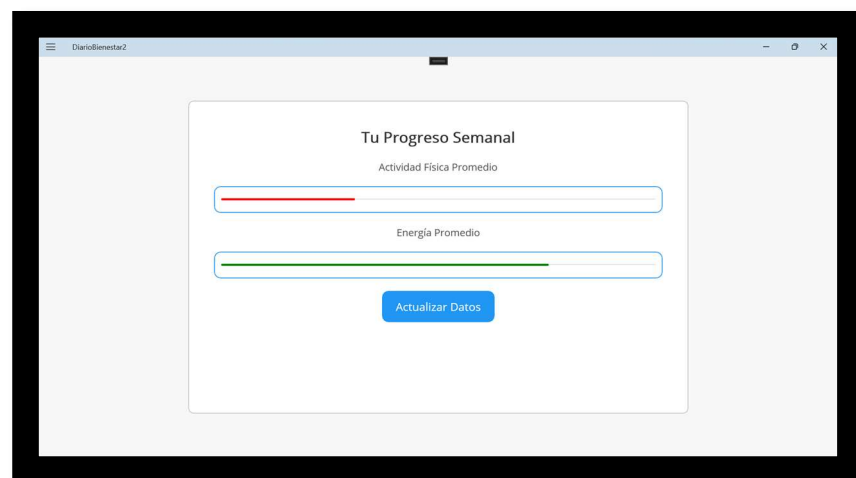 DiarioBienestar2
Tu Progreso Semanal
Actividad Física Promedio
Energía Promedio
Actualizar Datos